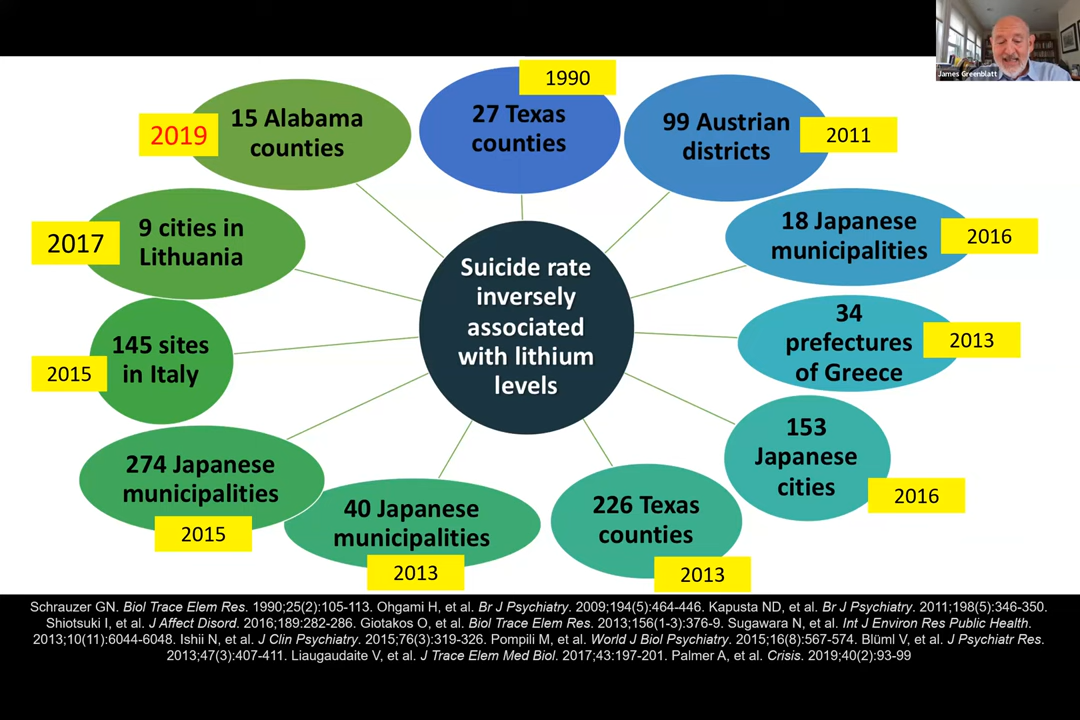 James Greenblatt
1990
27 Texas
counties
99 Austrian
districts
2011
18 Japanese
municipalities
2016
34
prefectures
of Greece
2013
153
Japanese
cities
2016
226 Texas
counties
2013
40 Japanese
municipalities
2013
274 Japanese
municipalities
2015
145 sites
in Italy
2015
9 cities in
Lithuania
2017
15 Alabama
counties
2019
Suicide rate
inversely
associated
with lithium
levels
Schrauzer GN. Biol Trace Elem Res. 1990;25(2):105-113. Ohgami H, et al. Br J Psychiatry. 2009;194(5):464-446. Kapusta ND, et al. Br J Psychiatry. 2011;198(5):346-350.
Shiotsuki I, et al. J Affect Disord. 2016;189:282-286. Giotakos O, et al. Biol Trace Elem Res. 2013;156(1-3):376-9. Sugawara N, et al. Int J Environ Res Public Health.
2013;10(11):6044-6048. Ishii N, et al. J Clin Psychiatry. 2015;76(3):319-326. Pompili M, et al. World J Biol Psychiatry. 2015;16(8):567-574. Blüml V, et al. J Psychiatr Res.
2013;47(3):407-411. Liaugaudaite V, et al. J Trace Elem Med Biol. 2017;43:197-201. Palmer A, et al. Crisis. 2019;40(2):93-99